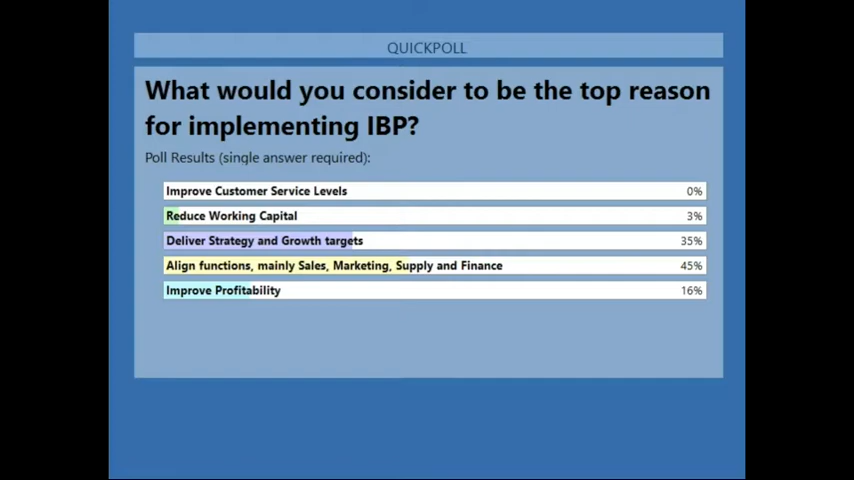 QUICKPOLL
What would you consider to be the top reason
for implementing IBP?
Poll Results (single answer required):
Improve Customer Service Levels 0%
Reduce Working Capital 3%
Deliver Strategy and Growth targets 35%
Align functions, mainly Sales, Marketing, Supply and Finance 45%
Improve Profitability 16%